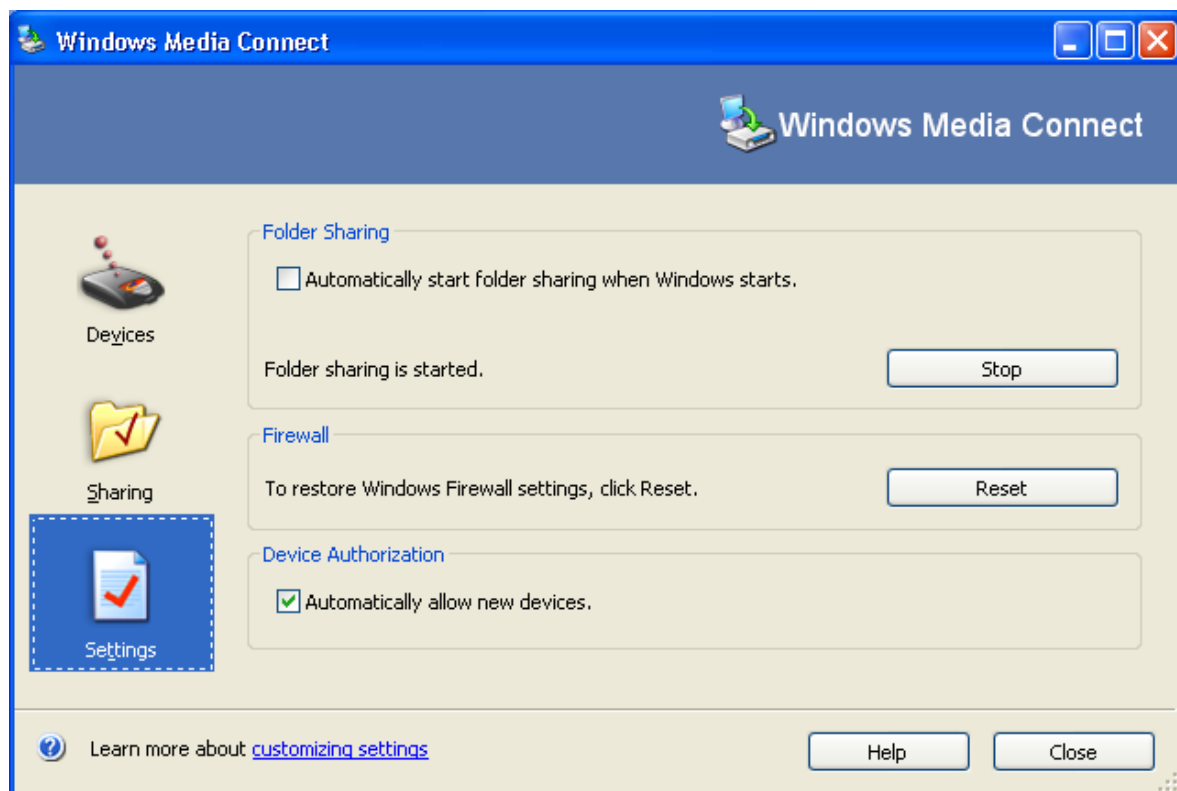 Windows Media Connect
Windows Media Connect
Devices
Sharing
Settings
Folder Sharing
Automatically start folder sharing when Windows starts.
Folder sharing is started.
Stop
Firewall
To restore Windows Firewall settings, click Reset.
Reset
Device Authorization
Automatically allow new devices.
Learn more about customizing settings
Help
Close